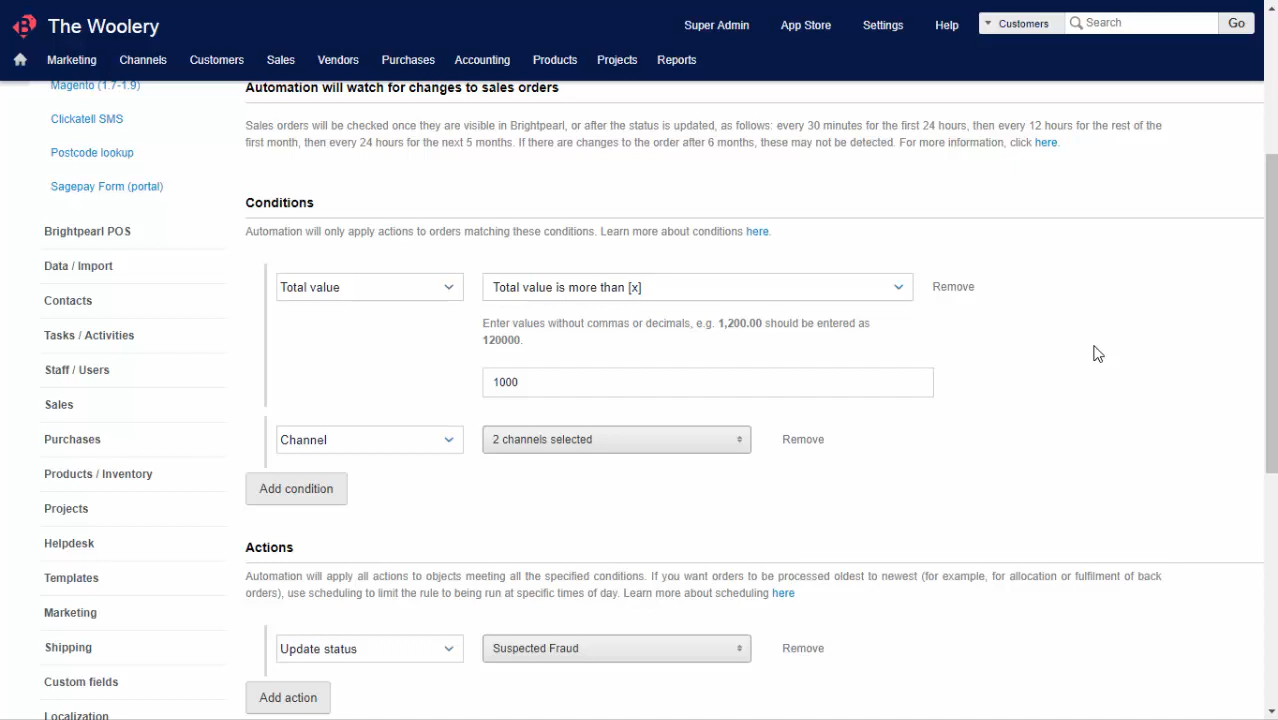 The Woolery
Super Admin
App Store
Settings
Help
Customers
Search
Go
Marketing
Channels
Customers
Sales
Vendors
Purchases
Accounting
Products
Projects
Reports
Magento (1.7-1.9)
Clickatell SMS
Postcode lookup
Sagepay Form (portal)
Brightpearl POS
Data / Import
Contacts
Tasks / Activities
Staff / Users
Sales
Purchases
Products / Inventory
Projects
Helpdesk
Templates
Marketing
Shipping
Custom fields
Localization
Automation will watch for changes to sales orders
Sales orders will be checked once they are visible in Brightpearl, or after the status is updated, as follows: every 30 minutes for the first 24 hours, then every 12 hours for the rest of the
first month, then every 24 hours for the next 5 months. If there are changes to the order after 6 months, these may not be detected. For more information, click here.
Conditions
Automation will only apply actions to orders matching these conditions. Learn more about conditions here.
Total value
Total value is more than [x]
Remove
Enter values without commas or decimals, e.g. 1,200.00 should be entered as
120000.
1000
Channel
2 channels selected
Remove
Add condition
Actions
Automation will apply all actions to objects meeting all the specified conditions. If you want orders to be processed oldest to newest (for example, for allocation or fulfilment of back
orders), use scheduling to limit the rule to being run at specific times of day. Learn more about scheduling here
Update status
Suspected Fraud
Remove
Add action